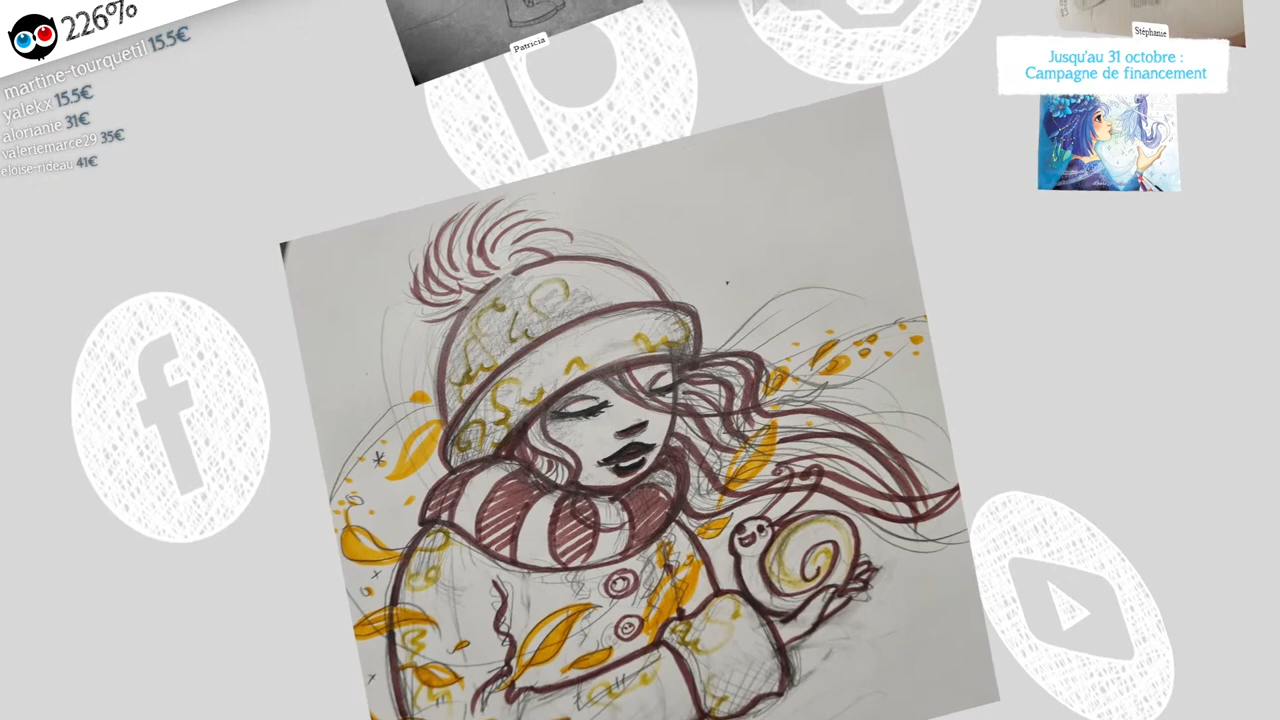 226%
martine-tourquetil 15.5€
yalekx 15.5€
alorianie 31€
valeriemarce29 35€
eloise-rideau 41€
Patricia
Stéphanie
Jusqu'au 31 octobre :
Campagne de financement